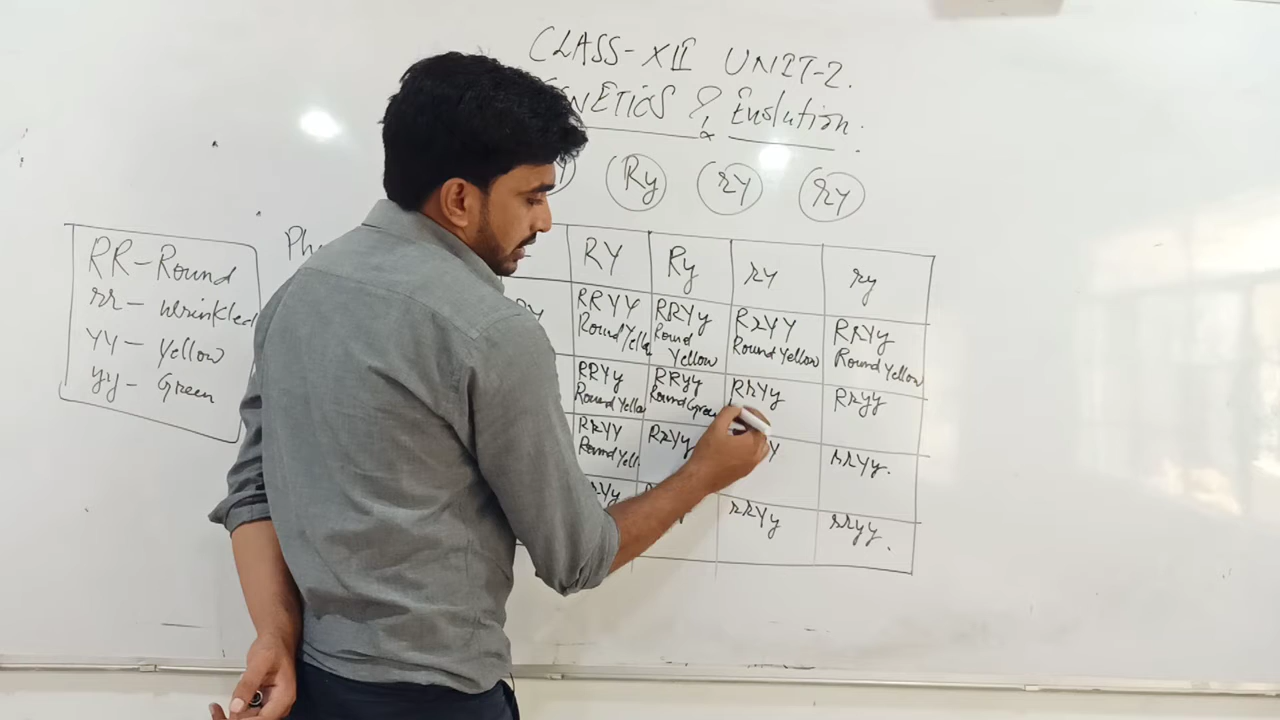 CLASS-XII UNIT-2.
GENETICS & Evolution.
Ry rY ry
RR-Round
rr- Wrinkled
YY- Yellow
yy- Green
RY Ry rY ry
RRYY RRYy RrYY RrYy
Round Yellow Round Yellow Round Yellow Round Yellow
RRYy RRyy RrYy Rryy
Round Yellow Round Green
RrYY RrYy rrYy.
Round Yell
rrYy rryy.